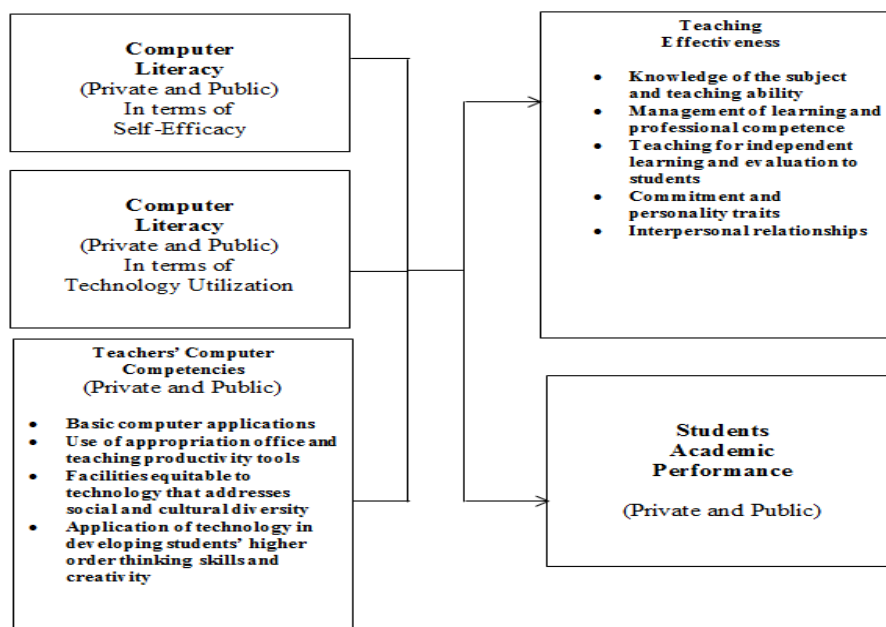 Computer
Literacy
(Private and Public)
In terms of
Self-Efficacy
Computer
Literacy
(Private and Public)
In terms of
Technology Utilization
Teachers’ Computer
Competencies
(Private and Public)
• Basic computer applications
• Use of appropriation office and
teaching productivity tools
• Facilities equitable to
technology that addresses
social and cultural diversity
• Application of technology in
developing students’ higher
order thinking skills and
creativity
Teaching
Effectiveness
• Knowledge of the subject
and teaching ability
• Management of learning and
professional competence
• Teaching for independent
learning and evaluation to
students
• Commitment and
personality traits
• Interpersonal relationships
Students
Academic
Performance
(Private and Public)